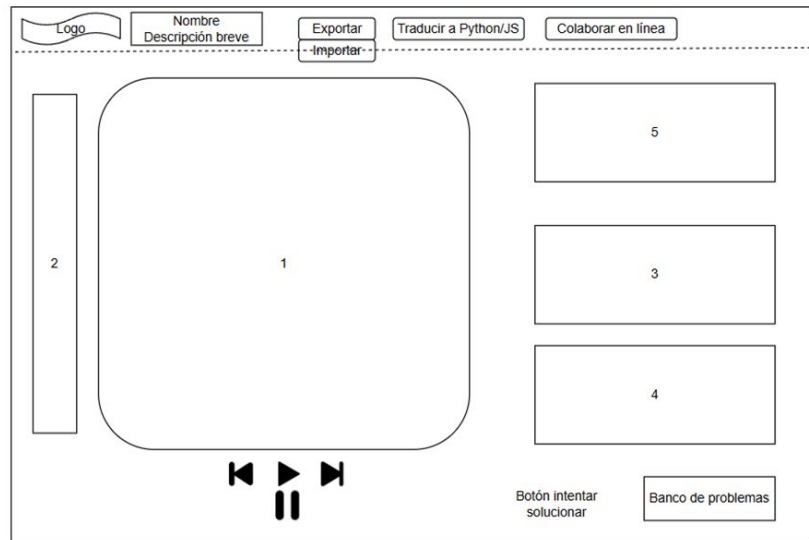 Logo
Nombre
Descripción breve
Exportar
Importar
Traducir a Python/JS
Colaborar en línea
2
1
5
3
4
Botón intentar
solucionar
Banco de problemas